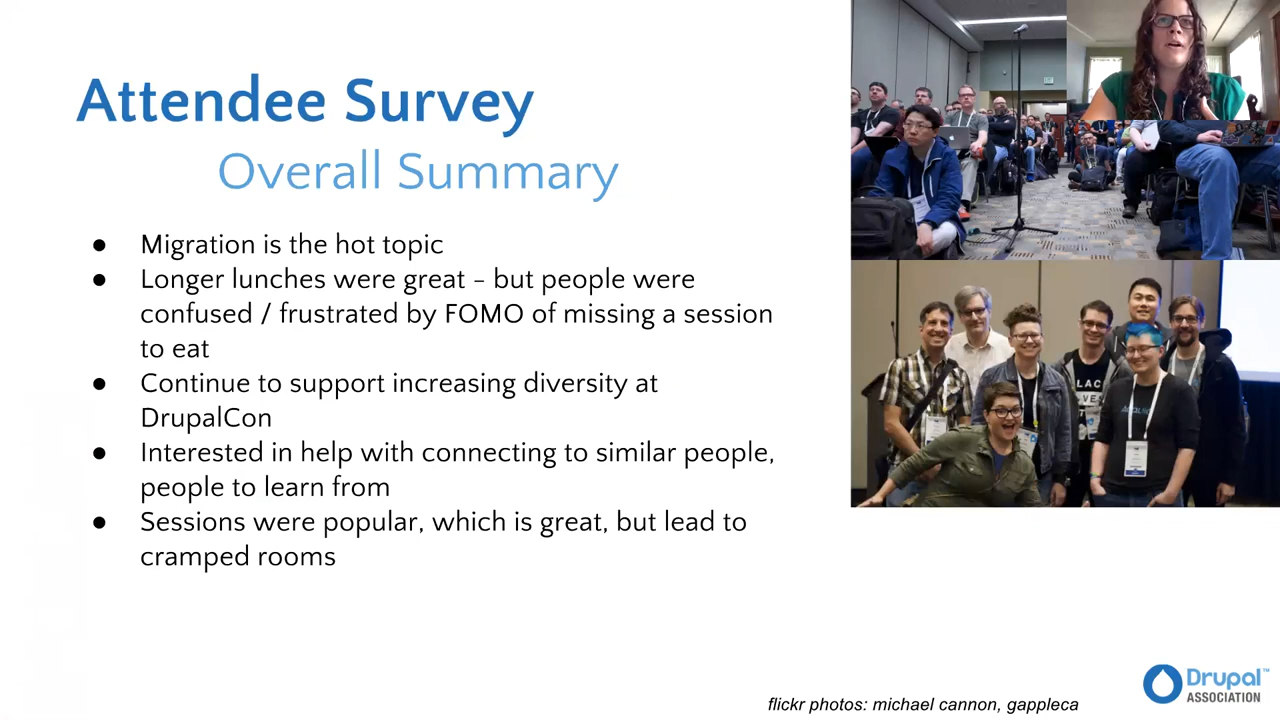 Attendee Survey
Overall Summary
● Migration is the hot topic
● Longer lunches were great - but people were
confused / frustrated by FOMO of missing a session
to eat
● Continue to support increasing diversity at
DrupalCon
● Interested in help with connecting to similar people,
people to learn from
● Sessions were popular, which is great, but lead to
cramped rooms
flickr photos: michael cannon, gappleca
Drupal™
ASSOCIATION